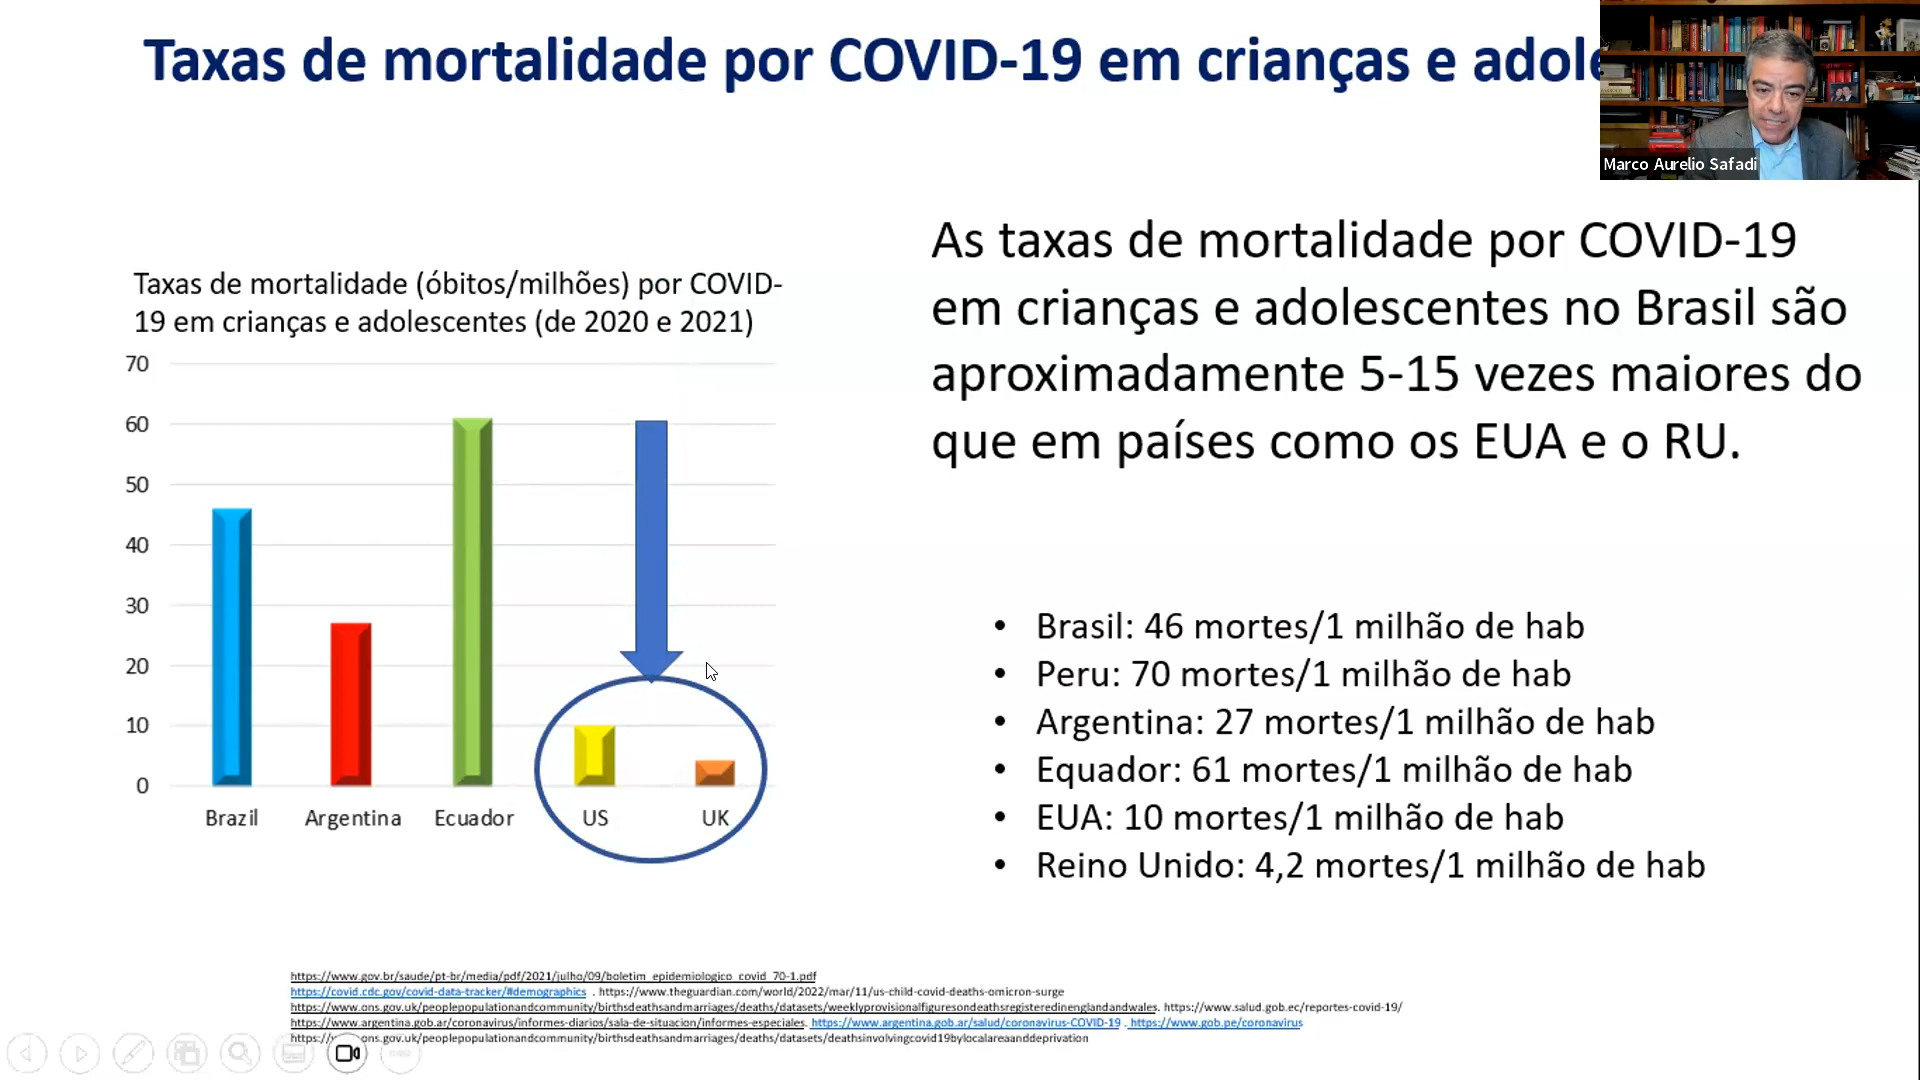 Taxas de mortalidade por COVID-19 em crianças e adole
Marco Aurelio Safadi
As taxas de mortalidade por COVID-19
em crianças e adolescentes no Brasil são
aproximadamente 5-15 vezes maiores do
que em países como os EUA e o RU.
Taxas de mortalidade (óbitos/milhões) por COVID-
19 em crianças e adolescentes (de 2020 e 2021)
70
60
50
40
30
20
10
0
Brazil Argentina Ecuador US UK
• Brasil: 46 mortes/1 milhão de hab
• Peru: 70 mortes/1 milhão de hab
• Argentina: 27 mortes/1 milhão de hab
• Equador: 61 mortes/1 milhão de hab
• EUA: 10 mortes/1 milhão de hab
• Reino Unido: 4,2 mortes/1 milhão de hab
https://www.gov.br/saude/pt-br/media/pdf/2021/julho/09/boletim_epidemiologico_covid_70-1.pdf
https://covid.cdc.gov/covid-data-tracker/#demographics . https://www.theguardian.com/world/2022/mar/11/us-child-covid-deaths-omicron-surge
https://www.ons.gov.uk/peoplepopulationandcommunity/birthsdeathsandmarriages/deaths/datasets/weeklyprovisionalfiguresondeathsregisteredinenglandandwales. https://www.salud.gob.ec/reportes-covid-19/
https://www.argentina.gob.ar/coronavirus/informes-diarios/sala-de-situacion/informes-especiales. https://www.argentina.gob.ar/salud/coronavirus-COVID-19 . https://www.gob.pe/coronavirus
ons.gov.uk/peoplepopulationandcommunity/birthsdeathsandmarriages/deaths/datasets/deathsinvolvingcovid19bylocalareaanddeprivation